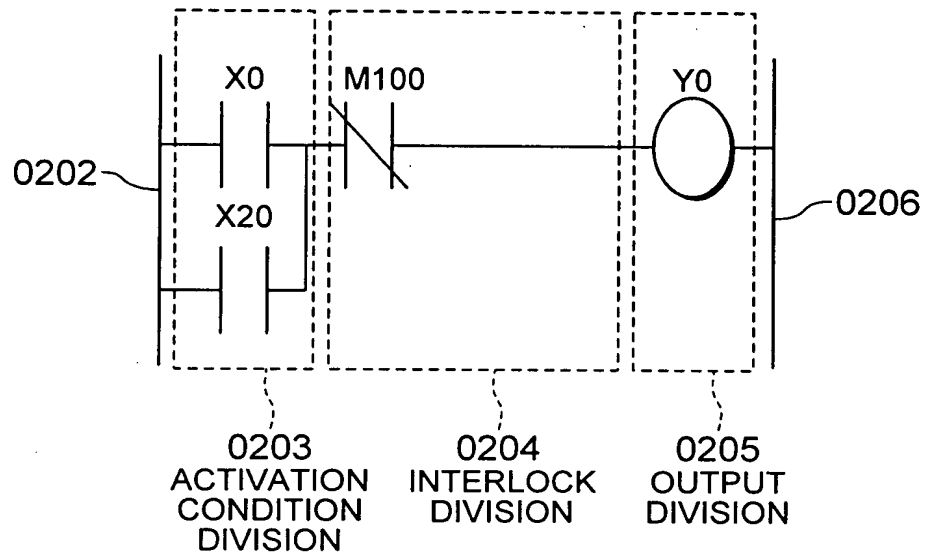 X0
M100
Y0
0202
X20
0206
0203
ACTIVATION
CONDITION
DIVISION
0204
INTERLOCK
DIVISION
0205
OUTPUT
DIVISION